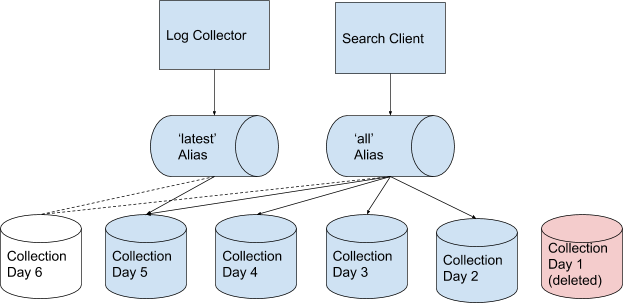 Log Collector
Search Client
‘latest’
Alias
‘all’
Alias
Collection
Day 6
Collection
Day 5
Collection
Day 4
Collection
Day 3
Collection
Day 2
Collection
Day 1
(deleted)